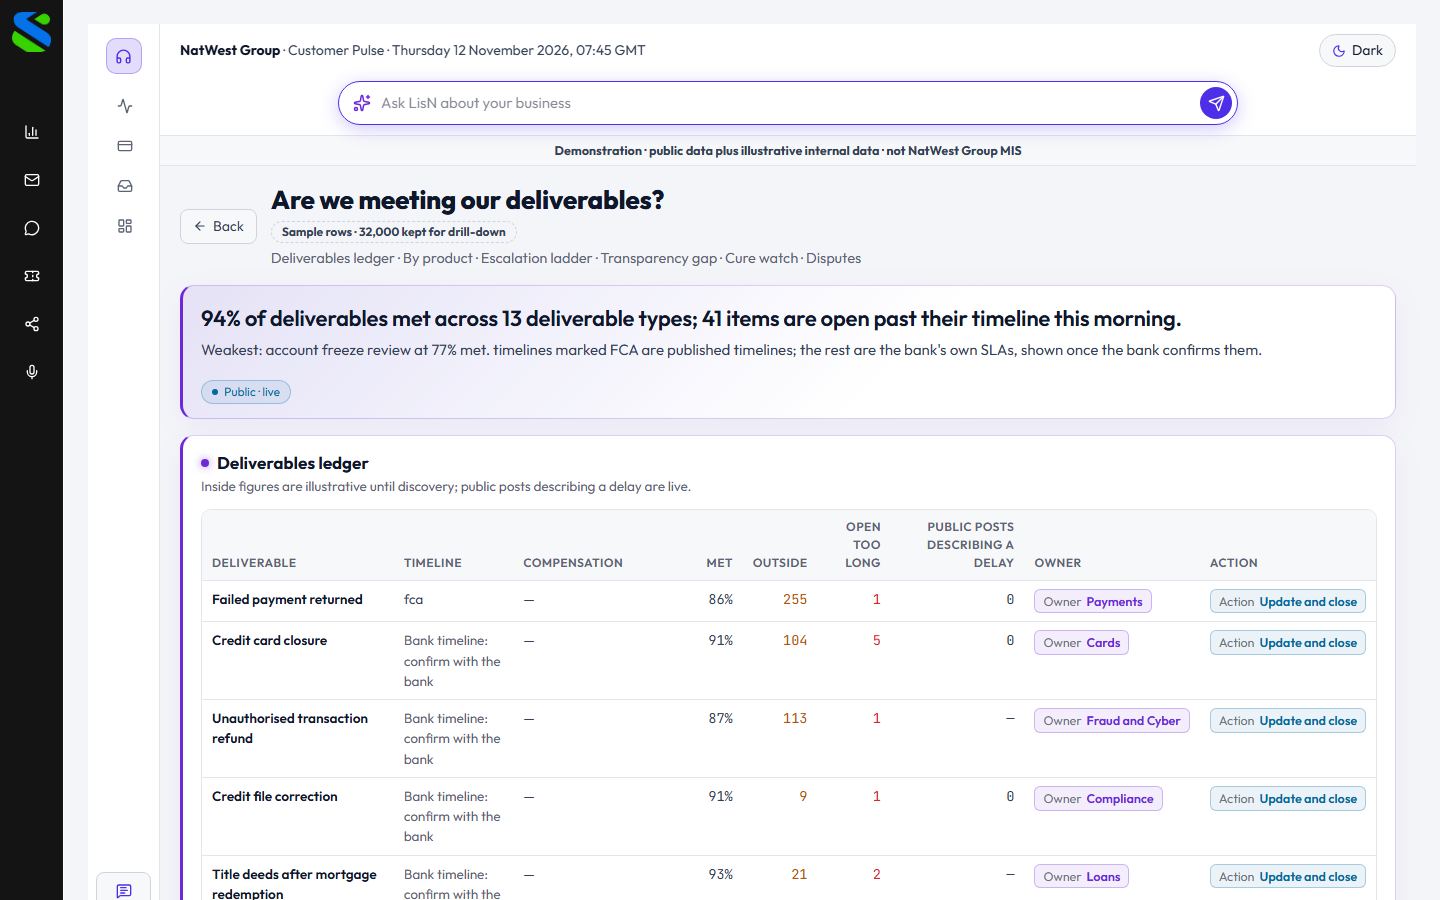 NatWest Group · Customer Pulse · Thursday 12 November 2026, 07:45 GMT
Dark
Ask LisN about your business
Demonstration · public data plus illustrative internal data · not NatWest Group MIS
Back
Are we meeting our deliverables?
Sample rows · 32,000 kept for drill-down
Deliverables ledger · By product · Escalation ladder · Transparency gap · Cure watch · Disputes
94% of deliverables met across 13 deliverable types; 41 items are open past their timeline this morning.
Weakest: account freeze review at 77% met. timelines marked FCA are published timelines; the rest are the bank's own SLAs, shown once the bank confirms them.
Public · live
Deliverables ledger
Inside figures are illustrative until discovery; public posts describing a delay are live.
DELIVERABLE TIMELINE COMPENSATION MET OUTSIDE OPEN TOO LONG PUBLIC POSTS DESCRIBING A DELAY OWNER ACTION
Failed payment returned fca — 86% 255 1 0 Owner Payments Action Update and close
Credit card closure Bank timeline: confirm with the bank — 91% 104 5 0 Owner Cards Action Update and close
Unauthorised transaction refund Bank timeline: confirm with the bank — 87% 113 1 — Owner Fraud and Cyber Action Update and close
Credit file correction Bank timeline: confirm with the bank — 91% 9 1 0 Owner Compliance Action Update and close
Title deeds after mortgage redemption Bank timeline: confirm with the — 93% 21 2 — Owner Loans Action Update and close